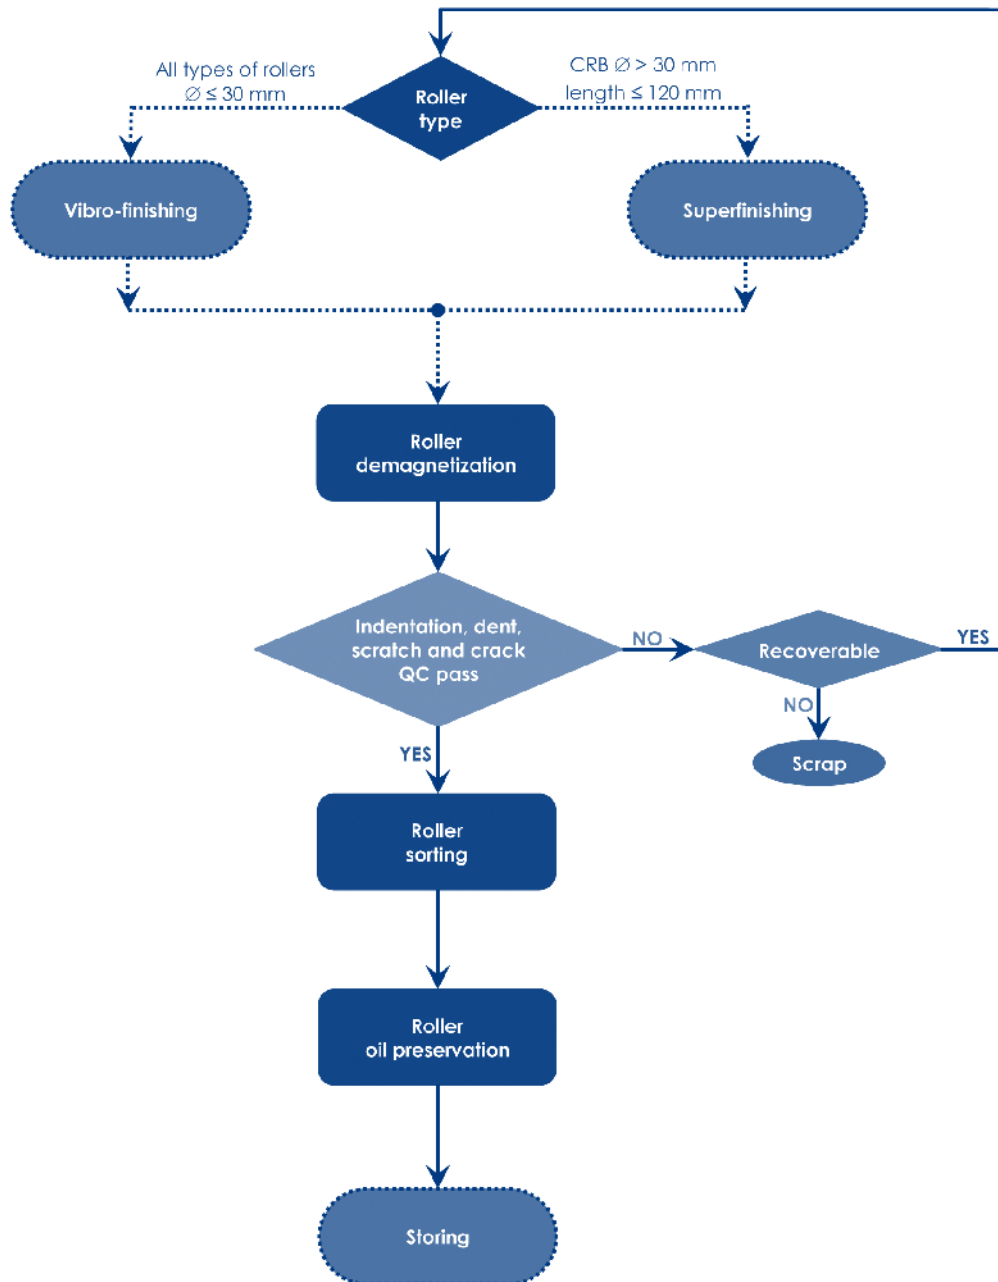 All types of rollers
∅ ≤ 30 mm
CRB ∅ > 30 mm
length ≤ 120 mm
Roller
type
Vibro-finishing
Superfinishing
Roller
demagnetization
Indentation, dent,
scratch and crack
QC pass
NO
Recoverable
YES
NO
Scrap
YES
Roller
sorting
Roller
oil preservation
Storing